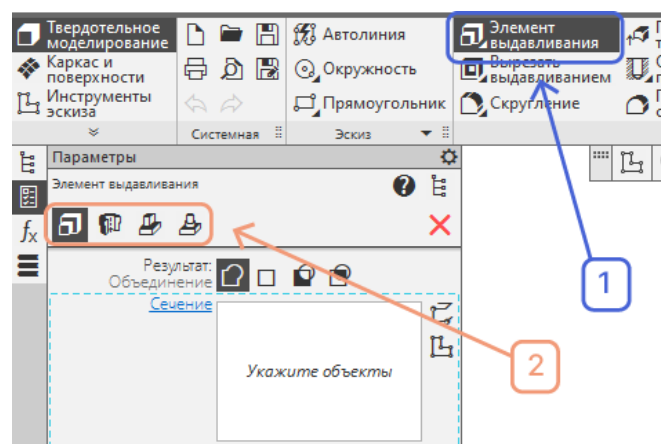 Твердотельное
моделирование
Каркас и
поверхности
Инструменты
эскиза
Системная
Автолиния
Окружность
Прямоугольник
Эскиз
Элемент
выдавливания
Вырезать
выдавливанием
Скругление
1
Параметры
Элемент выдавливания
Результат:
Объединение
Сечение
Укажите объекты
2